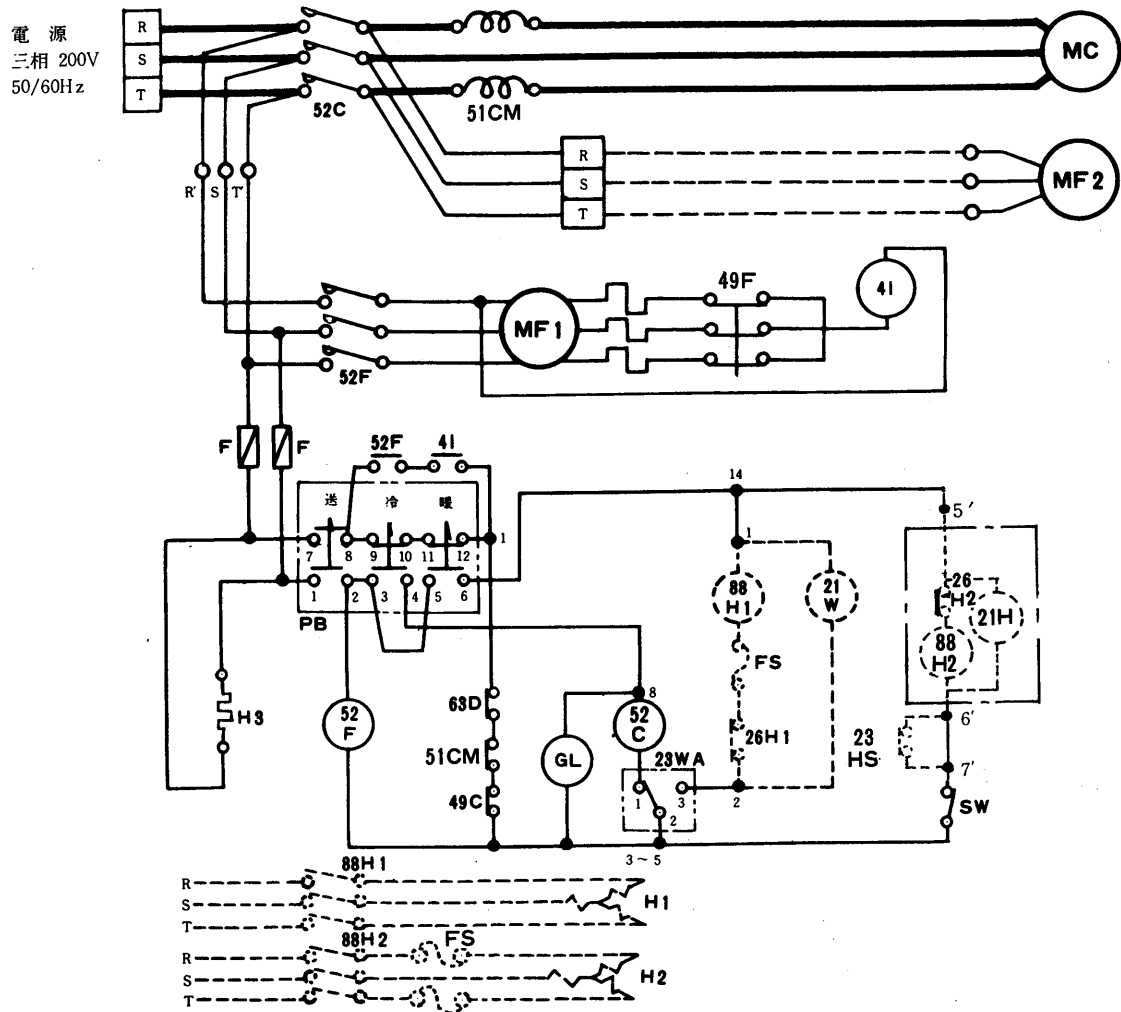 電源
三相 200V
50/60Hz
R
S
T
52C
51CM
MC
R
S
T
MF2
R' S T'
49F
41
MF1
52F
F
F
52F 41
送 冷 暖
7 8 9 10 11 12 1
1 2 3 4 5 6
PB
14
1
5'
88
H1
21
W
26
H2
21H
88
H2
FS
H3
52
F
63D
51CM
49C
8
52
C
GL
26H1
23WA
1 3 2
2
3~5
6'
23
HS
7'
SW
88H1
R
S
T
H1
88H2 FS
R
S
T
H2